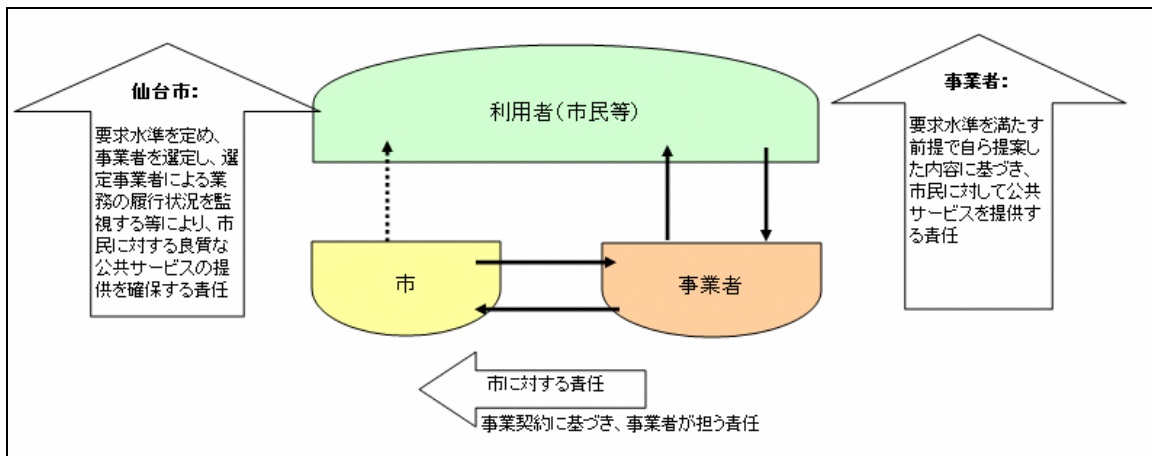 仙台市:
要求水準を定め、
事業者を選定し、選
定事業者による業
務の履行状況を監
視する等により、市
民に対する良質な
公共サービスの提
供を確保する責任
利用者(市民等)
市
事業者
事業者:
要求水準を満たす
前提で自ら提案し
た内容に基づき、
市民に対して公共
サービスを提供す
る責任
市に対する責任
事業契約に基づき、事業者が担う責任